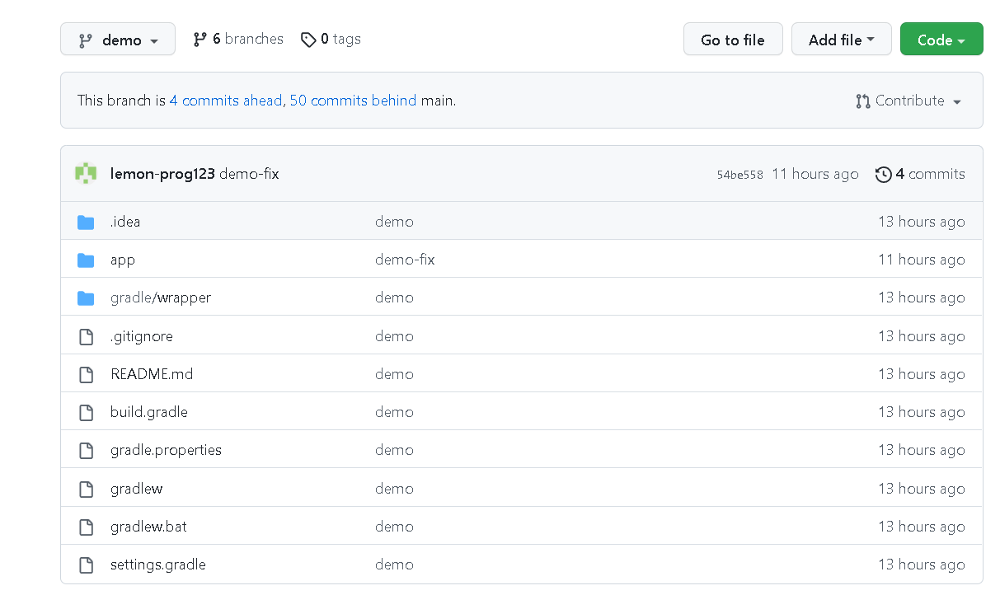 demo 6 branches 0 tags Go to file Add file Code
This branch is 4 commits ahead, 50 commits behind main. Contribute
lemon-prog123 demo-fix 54be558 11 hours ago 4 commits
.idea demo 13 hours ago
app demo-fix 11 hours ago
gradle/wrapper demo 13 hours ago
.gitignore demo 13 hours ago
README.md demo 13 hours ago
build.gradle demo 13 hours ago
gradle.properties demo 13 hours ago
gradlew demo 13 hours ago
gradlew.bat demo 13 hours ago
settings.gradle demo 13 hours ago